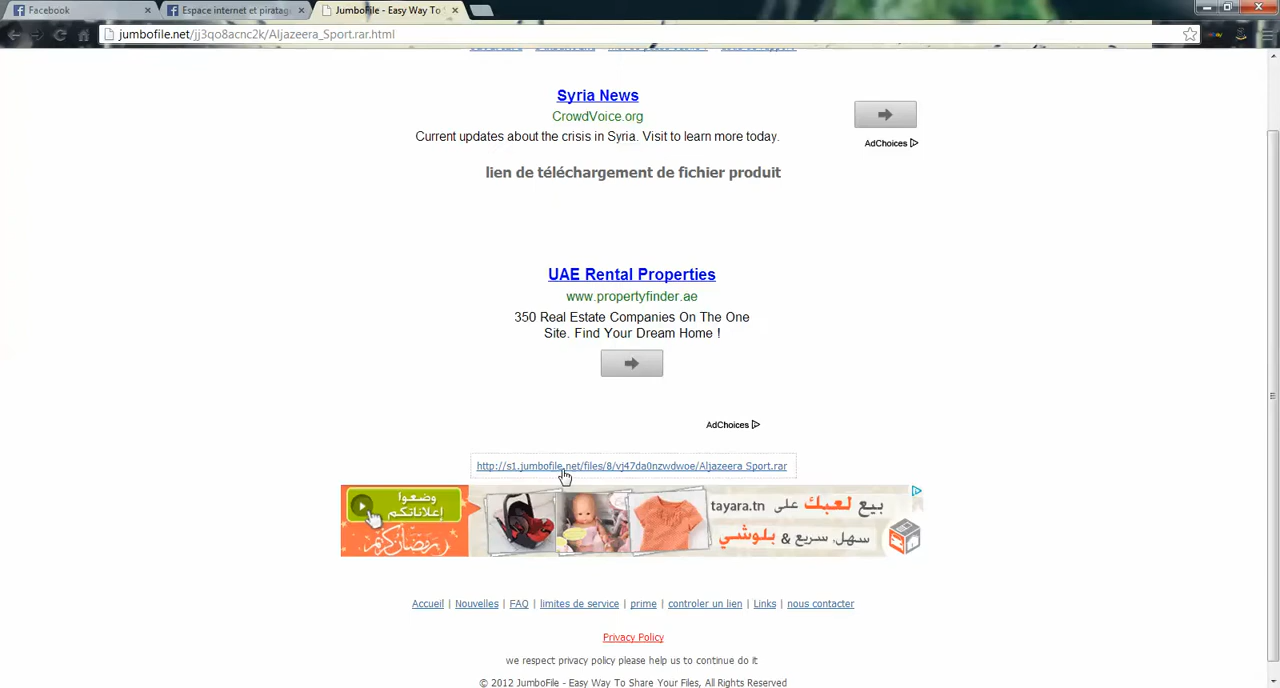 Facebook
Espace internet et piratag
JumboFile - Easy Way To S
jumbofile.net/jj3qo8acnc2k/Aljazeera_Sport.rar.html
Syria News
CrowdVoice.org
Current updates about the crisis in Syria. Visit to learn more today.
AdChoices
lien de téléchargement de fichier produit
UAE Rental Properties
www.propertyfinder.ae
350 Real Estate Companies On The One
Site. Find Your Dream Home !
AdChoices
http://s1.jumbofile.net/files/8/vj47da0nzwdwoe/Aljazeera Sport.rar
وضعوا
إعلاناتكم
رمضان كريم
بيع لعبك على tayara.tn
سهل, سريع & بلوشي
Accueil | Nouvelles | FAQ | limites de service | prime | controler un lien | Links | nous contacter
Privacy Policy
we respect privacy policy please help us to continue do it
© 2012 JumboFile - Easy Way To Share Your Files, All Rights Reserved